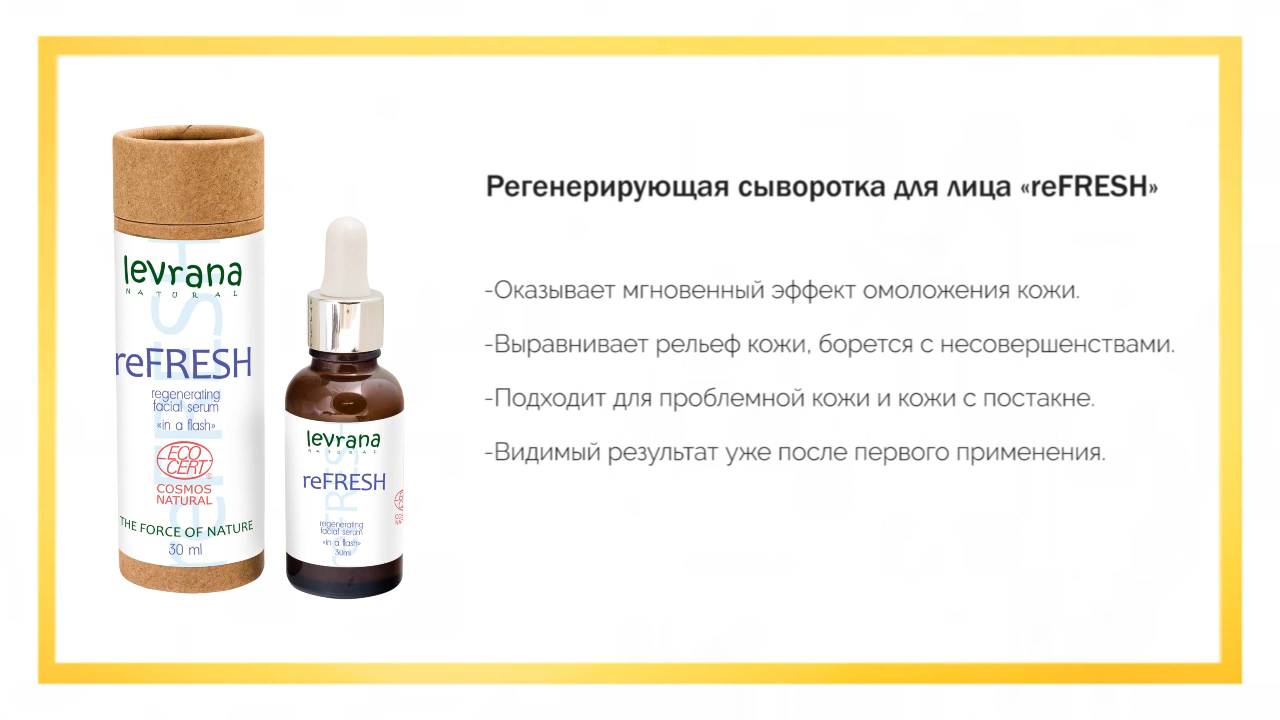 levrana
NATURAL
reFRESH
regenerating
facial serum
«in a flash»
ECO
CERT
COSMOS
NATURAL
THE FORCE OF NATURE
30 ml
levrana
NATURAL
reFRESH
regenerating
facial serum
«in a flash»
30ml
Регенерирующая сыворотка для лица «reFRESH»
-Оказывает мгновенный эффект омоложения кожи.
-Выравнивает рельеф кожи, борется с несовершенствами.
-Подходит для проблемной кожи и кожи с постакне.
-Видимый результат уже после первого применения.